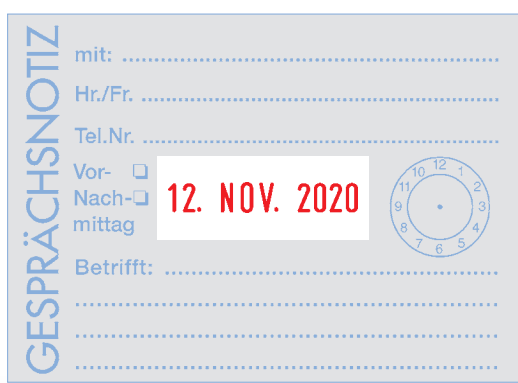 GESPRÄCHSNOTIZ
mit: ........................................................
Hr./Fr. .....................................................
Tel.Nr. .....................................................
Vor- ❏
Nach-❏
mittag
12. NOV. 2020
10 12 1
11 2
9 3
8 4
7 6 5
Betrifft: ...................................................
................................................................
................................................................
................................................................